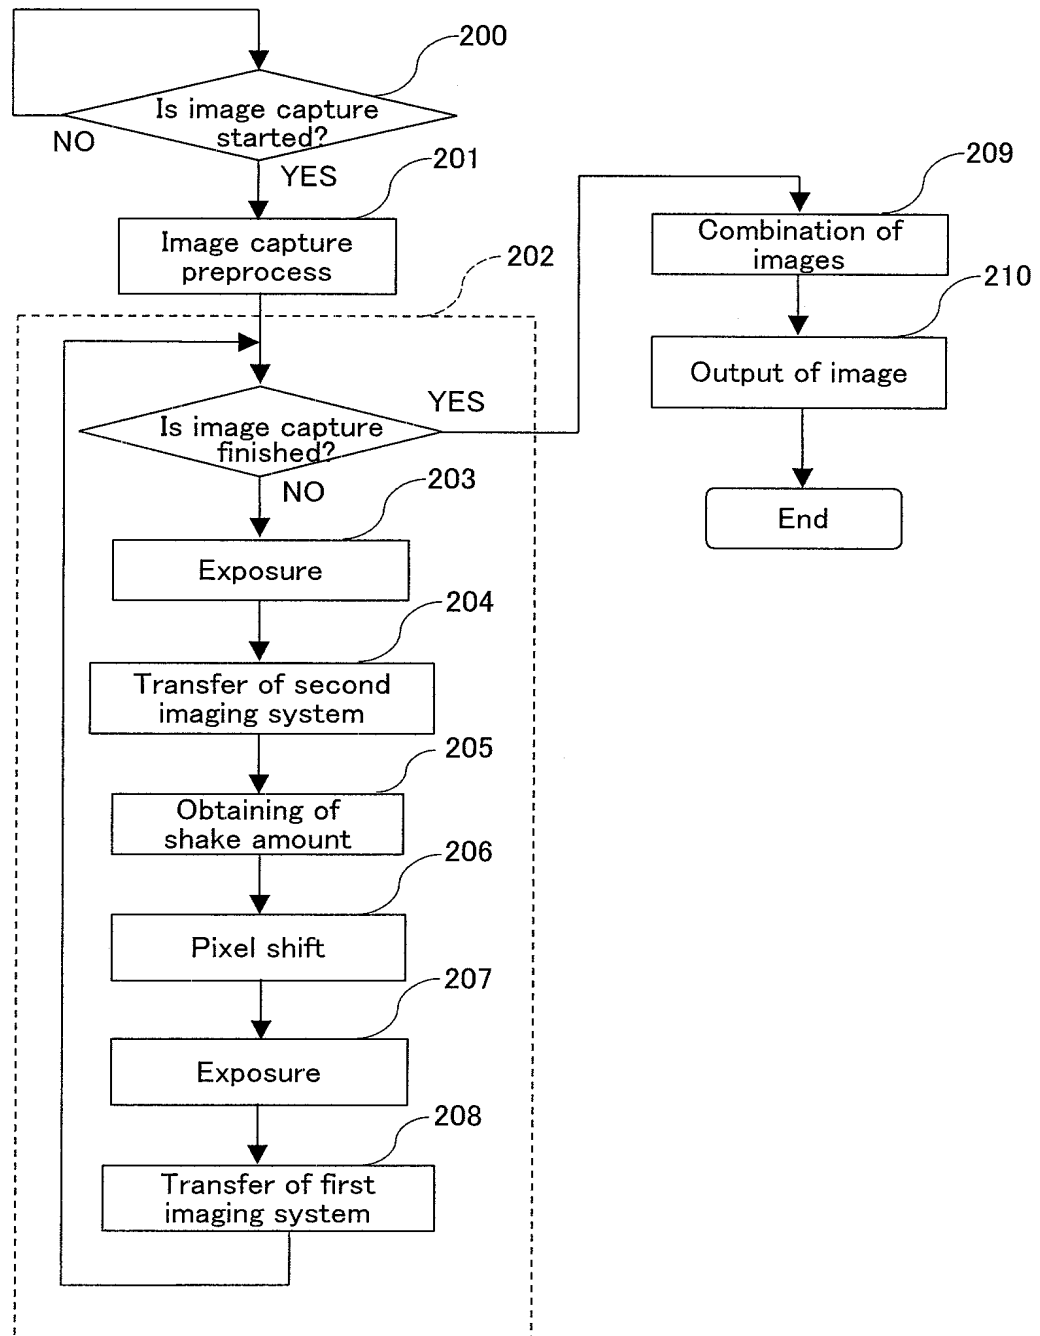 200
Is image capture
started?
NO
YES
201
Image capture
preprocess
202
Is image capture
finished?
YES
NO
203
Exposure
204
Transfer of second
imaging system
205
Obtaining of
shake amount
206
Pixel shift
207
Exposure
208
Transfer of first
imaging system
209
Combination of
images
210
Output of image
End